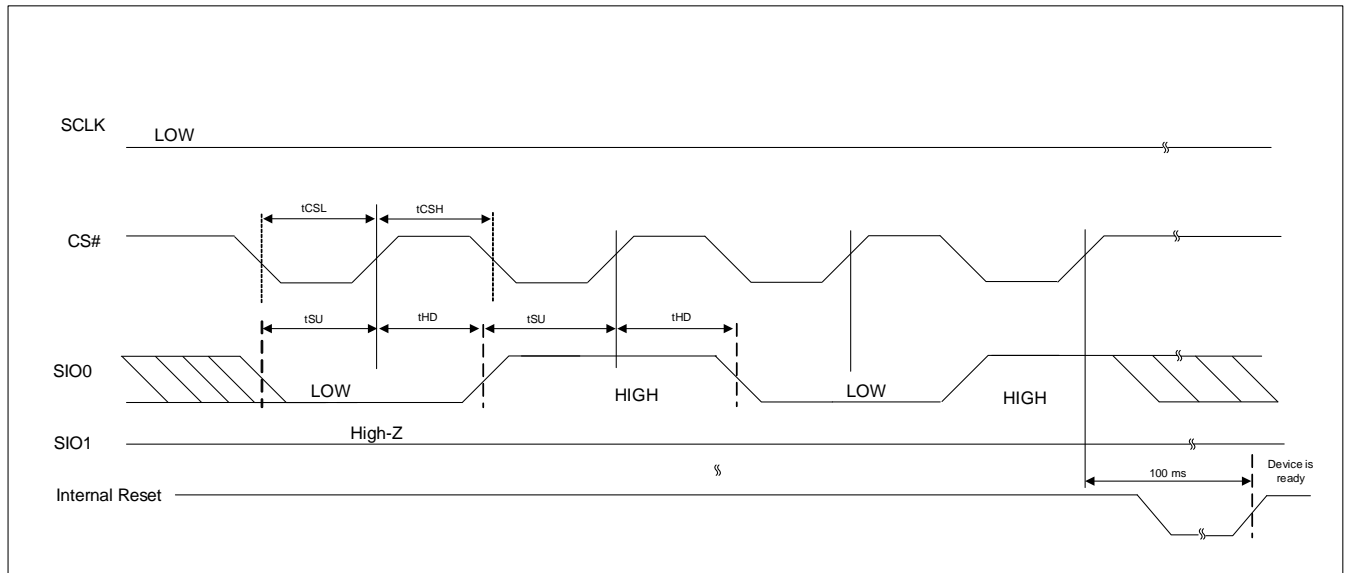 SCLK
LOW
tCSL
tCSH
CS#
tSU
tHD
tSU
tHD
SIO0
LOW
HIGH
LOW
HIGH
High-Z
SIO1
100 ms
Device is
ready
Internal Reset